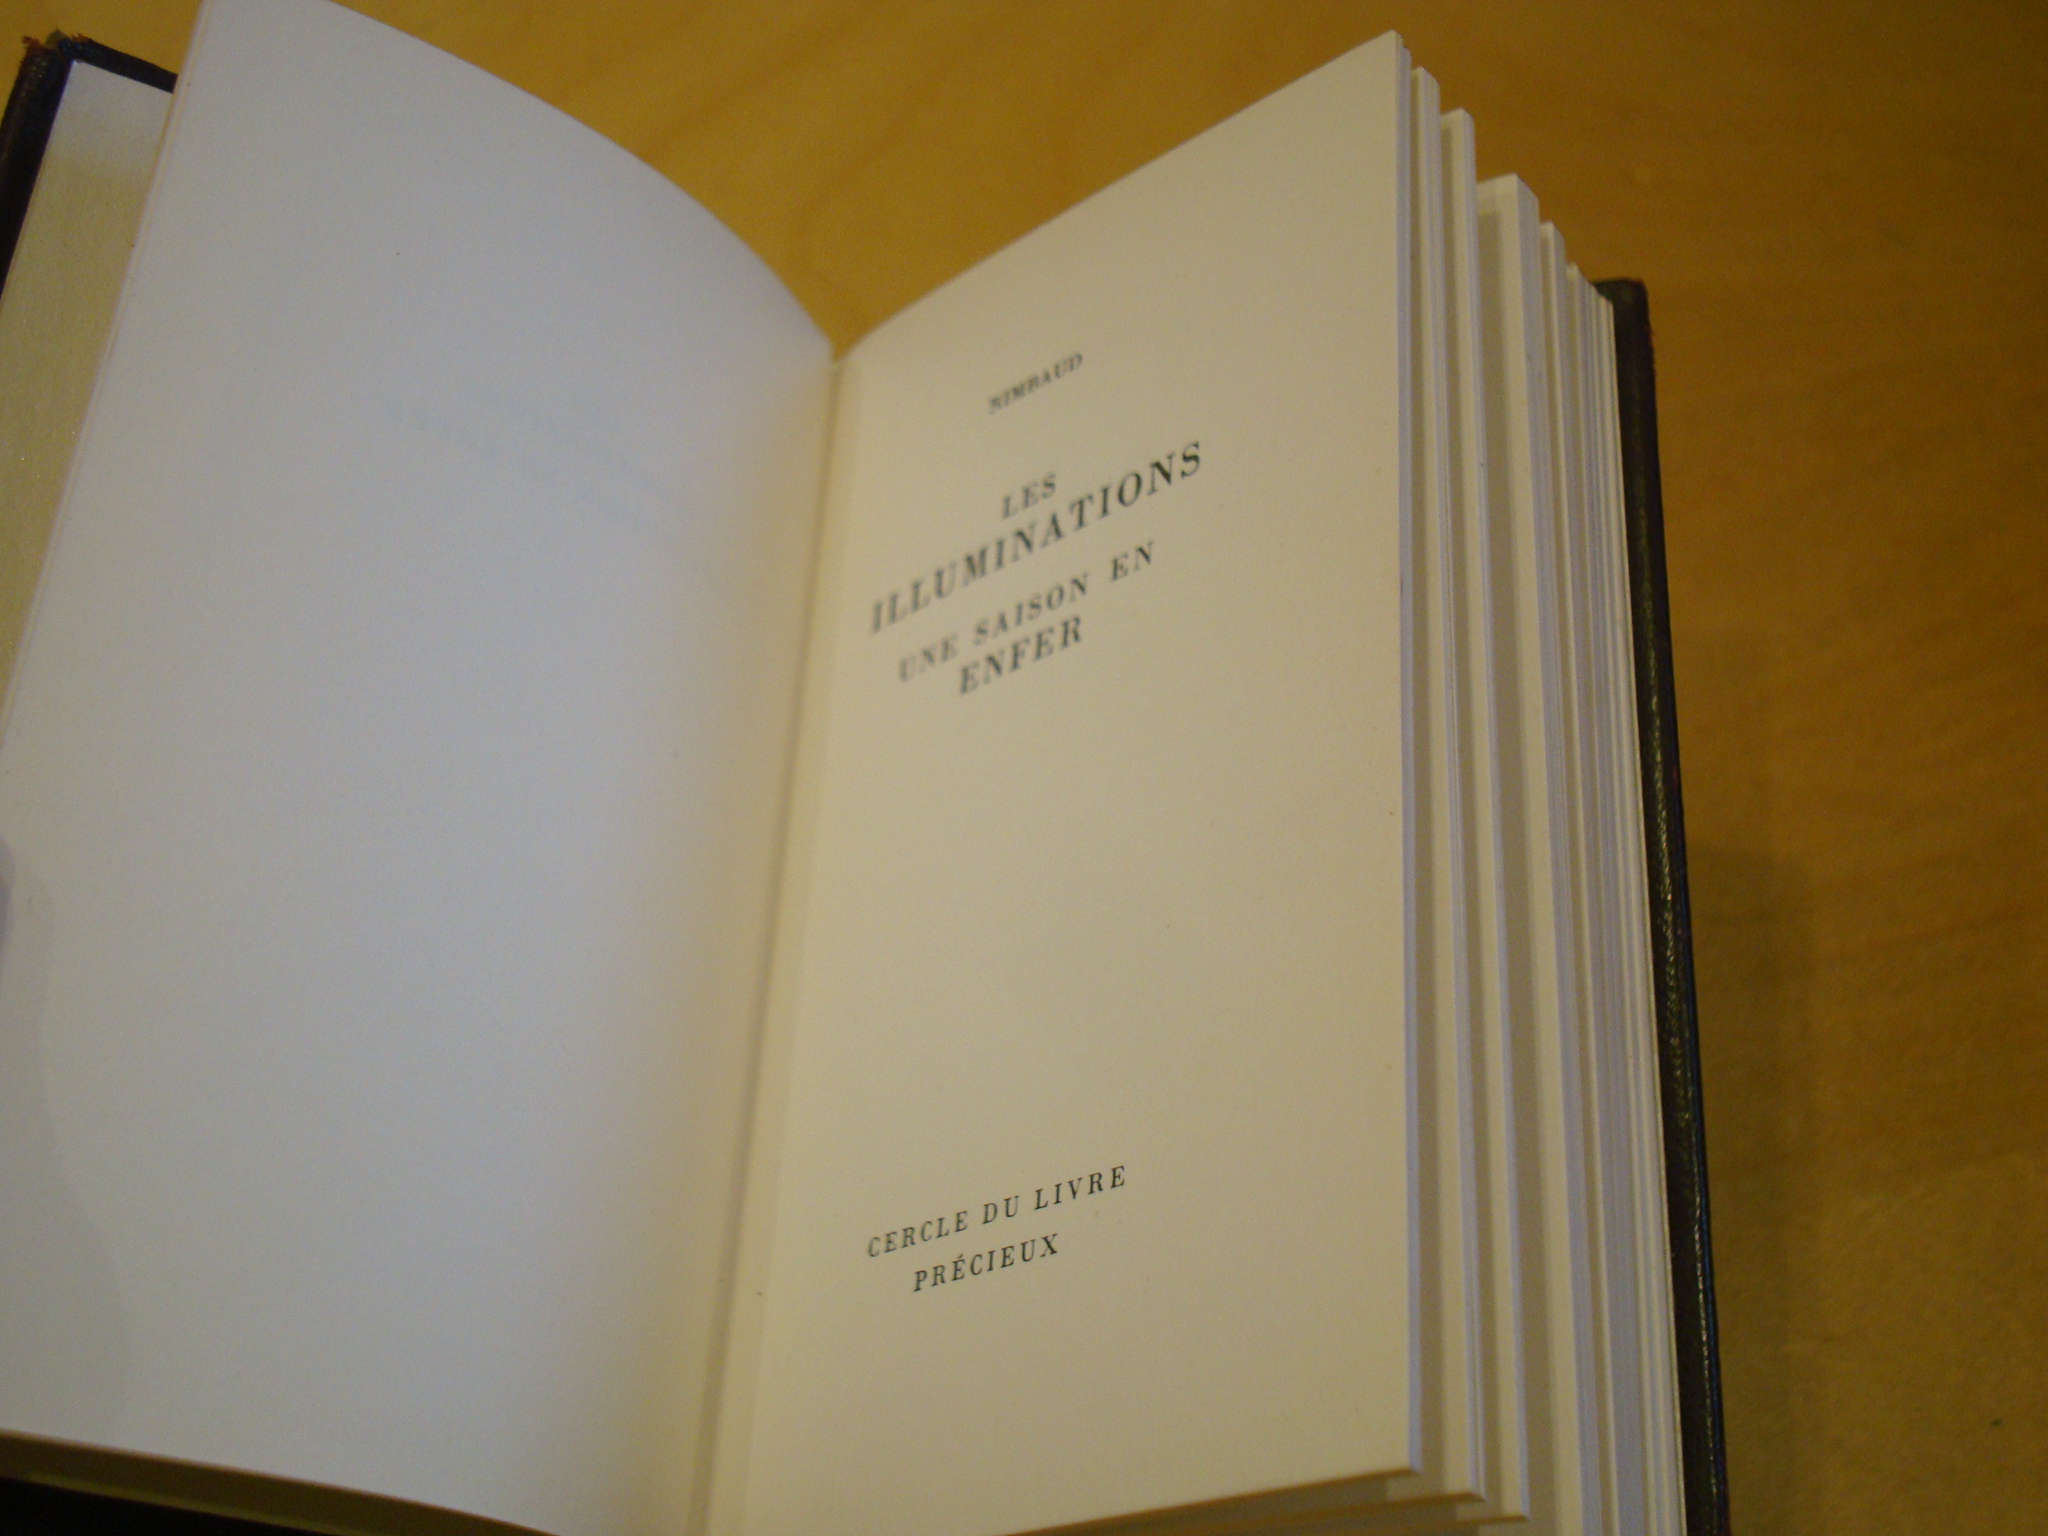 RIMBAUD
LES
ILLUMINATIONS
UNE SAISON EN
ENFER
CERCLE DU LIVRE
PRÉCIEUX